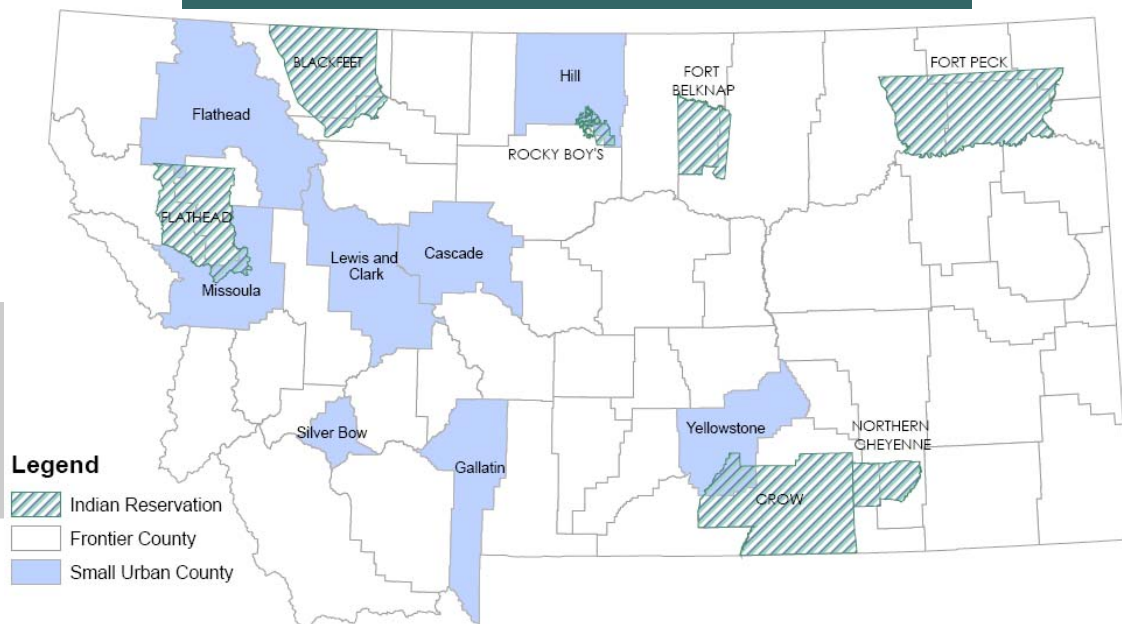 BLACKFEET
Hill
FORT
BELKNAP
FORT PECK
Flathead
ROCKY BOY'S
FLATHEAD
Lewis and
Clark
Cascade
Missoula
Silver Bow
Gallatin
Yellowstone
NORTHERN
CHEYENNE
CROW
Legend
Indian Reservation
Frontier County
Small Urban County